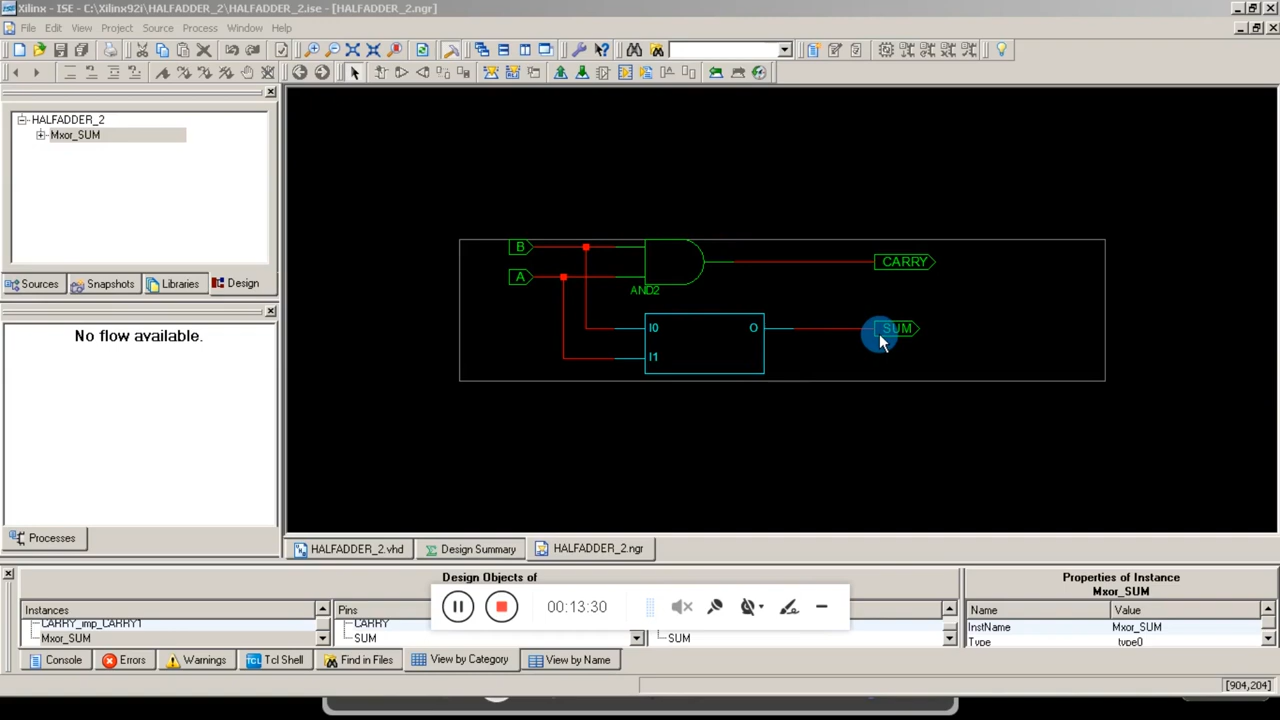 Xilinx - ISE - C:\Xilinx92i\HALFADDER_2\HALFADDER_2.ise - [HALFADDER_2.ngr]
File Edit View Project Source Process Window Help
HALFADDER_2
Mxor_SUM
Sources Snapshots Libraries Design
No flow available.
Processes
B
A
AND2
CARRY
I0
I1
O
SUM
HALFADDER_2.vhd Design Summary HALFADDER_2.ngr
Design Objects of
Instances
CARRY_imp_CARRY1
Mxor_SUM
Pins
CARRY
SUM
SUM
00:13:30
Properties of Instance
Mxor_SUM
Name Value
InstName Mxor_SUM
Type type0
Console Errors Warnings Tcl Shell Find in Files View by Category View by Name
[904,204]